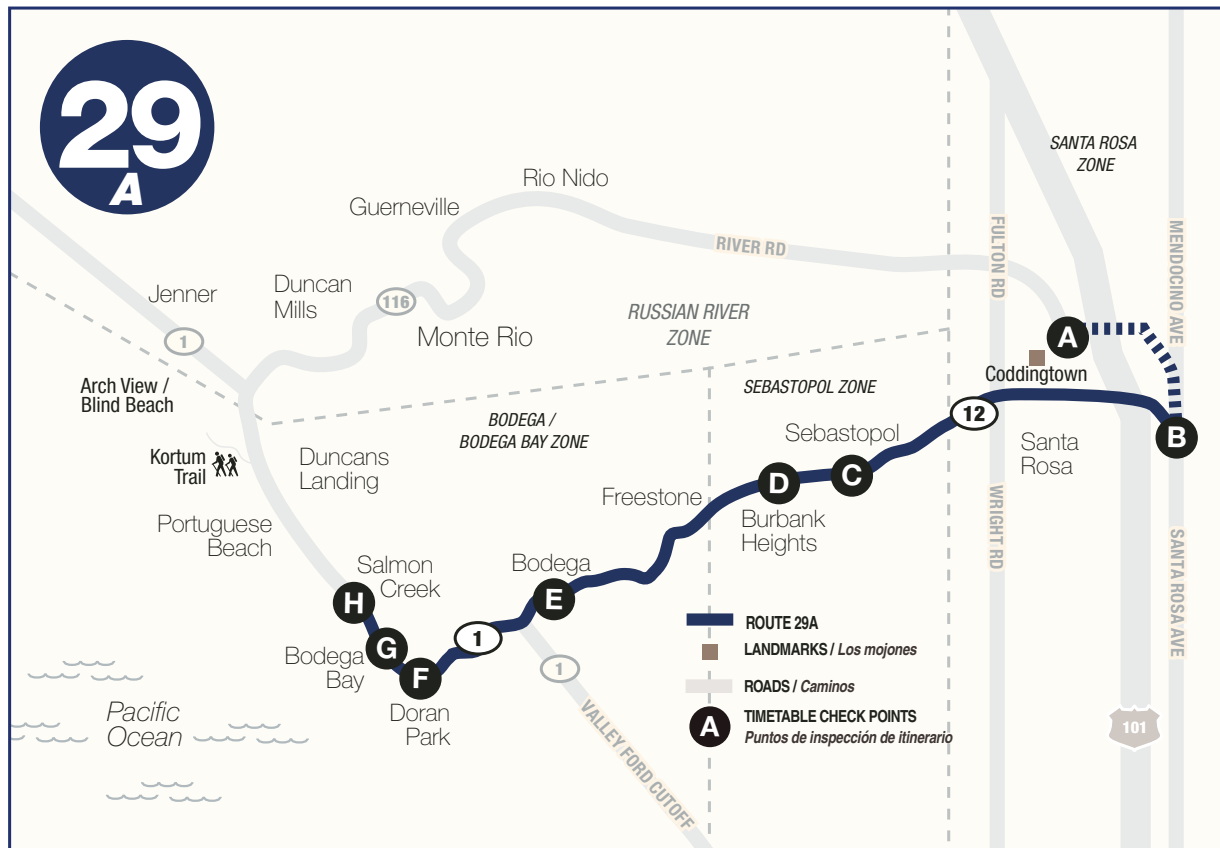 29
A
SANTA ROSA
ZONE
Rio Nido
Guerneville
RIVER RD
FULTON RD
MENDOCINO AVE
Jenner
Duncan
Mills
116
Monte Rio
RUSSIAN RIVER
ZONE
1
A
Coddingtown
Arch View /
Blind Beach
SEBASTOPOL ZONE
12
BODEGA /
BODEGA BAY ZONE
Sebastopol
Santa
Rosa
B
Kortum
Trail
Duncans
Landing
Freestone
D
C
Burbank
Heights
WRIGHT RD
SANTA ROSA AVE
Portuguese
Beach
Salmon
Creek
Bodega
E
H
G
F
1
Bodega
Bay
Doran
Park
1
VALLEY FORD CUTOFF
Pacific
Ocean
ROUTE 29A
LANDMARKS / Los mojones
ROADS / Caminos
A
TIMETABLE CHECK POINTS
Puntos de inspección de itinerario
101